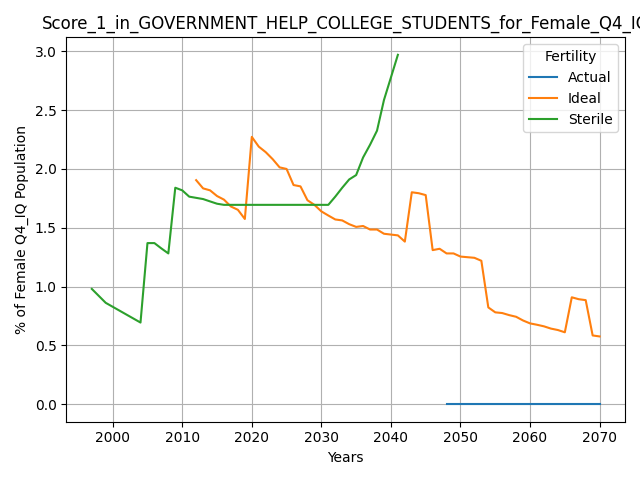 Score_1_in_GOVERNMENT_HELP_COLLEGE_STUDENTS_for_Female_Q4_IQ
Fertility
Actual
Ideal
Sterile
% of Female Q4_IQ Population
3.0
2.5
2.0
1.5
1.0
0.5
0.0
2000 2010 2020 2030 2040 2050 2060 2070
Years